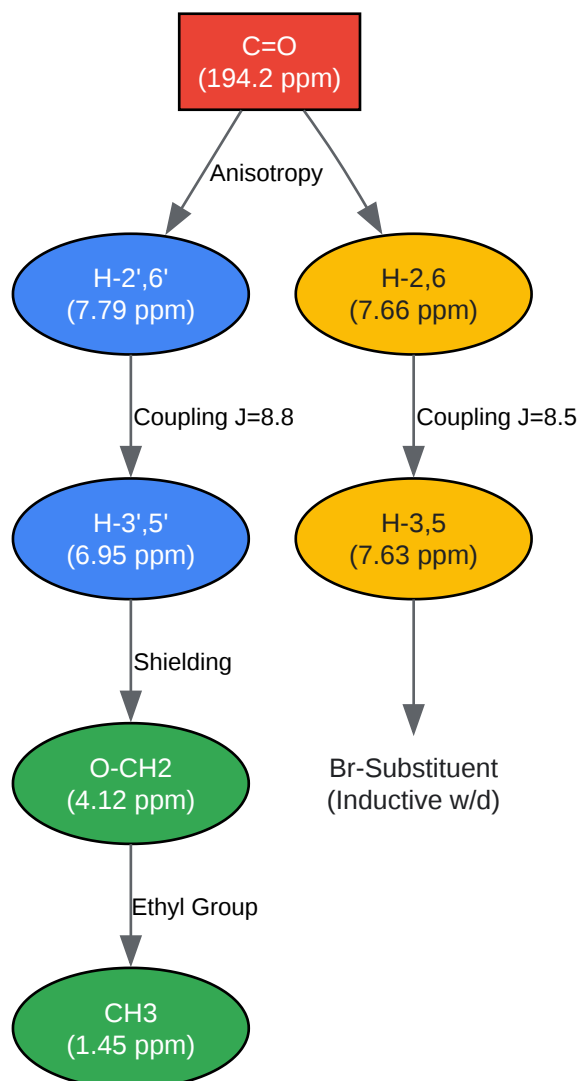 C=O
(194.2 ppm)
Anisotropy
H-2',6'
(7.79 ppm)
H-2,6
(7.66 ppm)
Coupling J=8.8
Coupling J=8.5
H-3',5'
(6.95 ppm)
H-3,5
(7.63 ppm)
Shielding
O-CH2
(4.12 ppm)
Br-Substituent
(Inductive w/d)
Ethyl Group
CH3
(1.45 ppm)